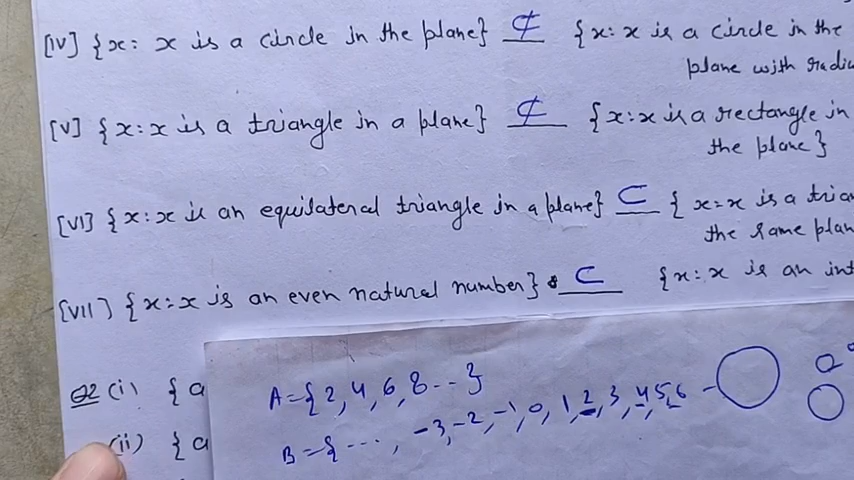 [IV] {x: x is a circle in the plane} ⊄ {x: x is a circle in the
plane with radiu
[V] {x:x is a triangle in a plane} ⊄ {x:x is a rectangle in
the plane}
[VI] {x:x is an equilateral triangle in a plane} ⊂ {x:x is a tria
the same plan
[VII] {x:x is an even natural number} ⊂ {x:x is an int
Q2 (i) {a
(ii) {a
A={2, 4, 6, 8--}
B={---, -3,-2,-1,0,1,2,3,4,5,6 -